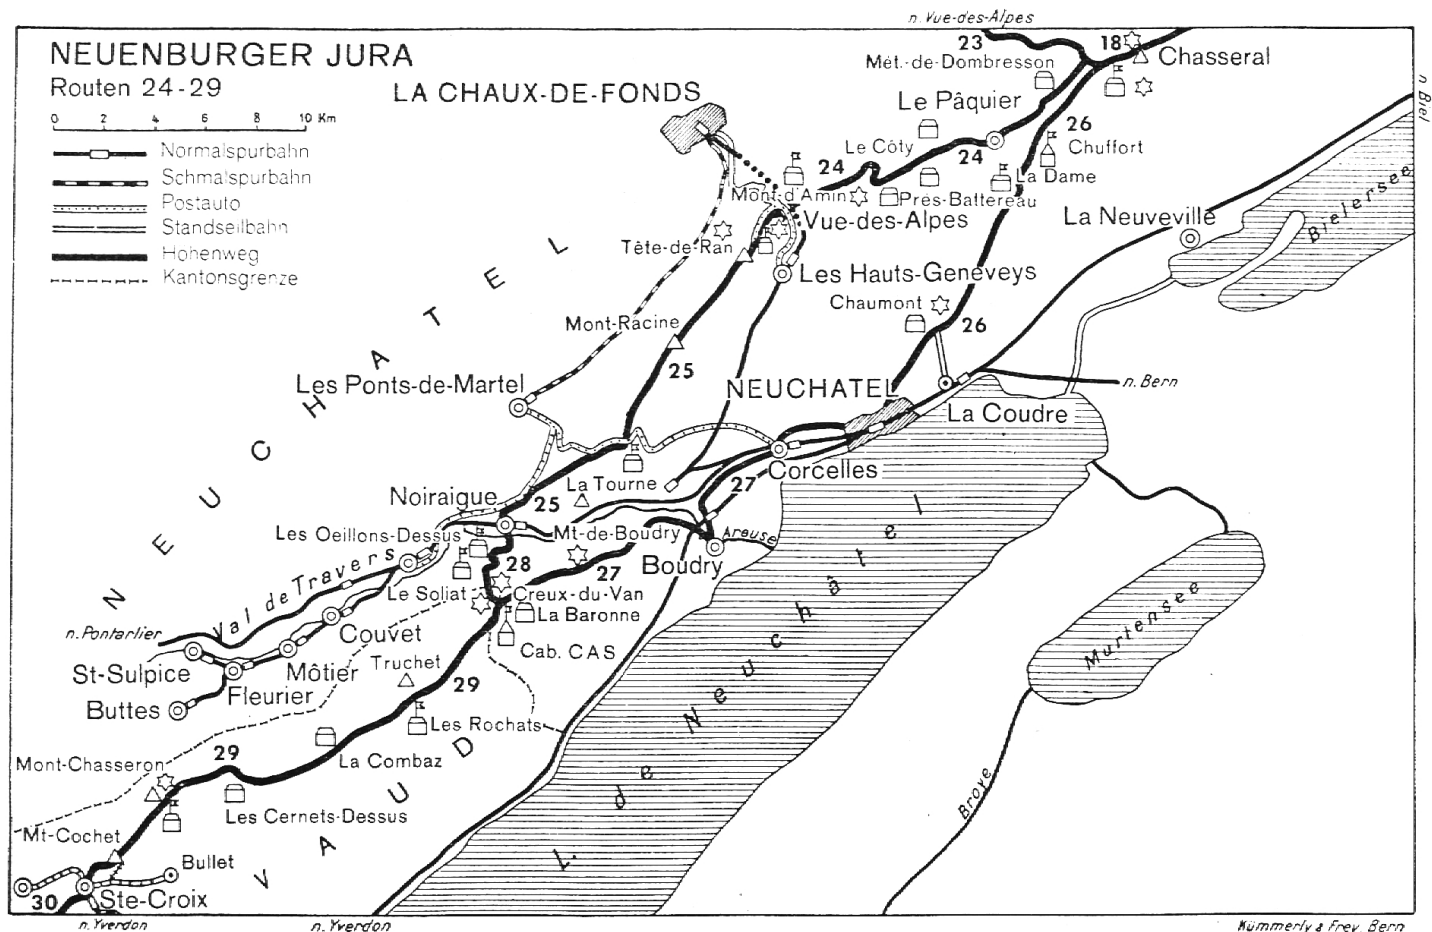 n. Vue-des-Alpes
NEUENBURGER JURA
Routen 24-29
0 2 4 6 8 10 Km
Normalspurbahn
Schmalspurbahn
Postauto
Standseilbahn
Höhenweg
Kantonsgrenze
LA CHAUX-DE-FONDS
23
18
Chasseral
Mét.-de-Dombresson
Le Pâquier
n. Biel
26
Chuffort
Le Côty
24
24
La Dame
Mont-d'Amin
Près-Battereau
Vue-des-Alpes
La Neuveville
Bielersee
Tête-de-Ran
Les Hauts-Geneveys
Chaumont
26
Mont-Racine
25
Les Ponts-de-Martel
NEUCHATEL
n. Bern
La Coudre
NEUCHATEL
Corcelles
La Tourne
27
Noiraigue
25
Les Oeillons-Dessus
Mt-de-Boudry
Areuse
Boudry
Val de Travers
28
27
Le Soliat
Creux-du-Van
La Baronne
n. Pontarlier
Couvet
Cab. CAS
St-Sulpice
Môtier
Truchet
Fleurier
29
Buttes
Les Rochats
L. de Neuchâtel
Murtensee
29
La Combaz
Mont-Chasseron
VAUD
Les Cernets-Dessus
Broye
Mt-Cochet
Bullet
30
Ste-Croix
n. Yverdon
n. Yverdon
Kümmerly & Frey, Bern